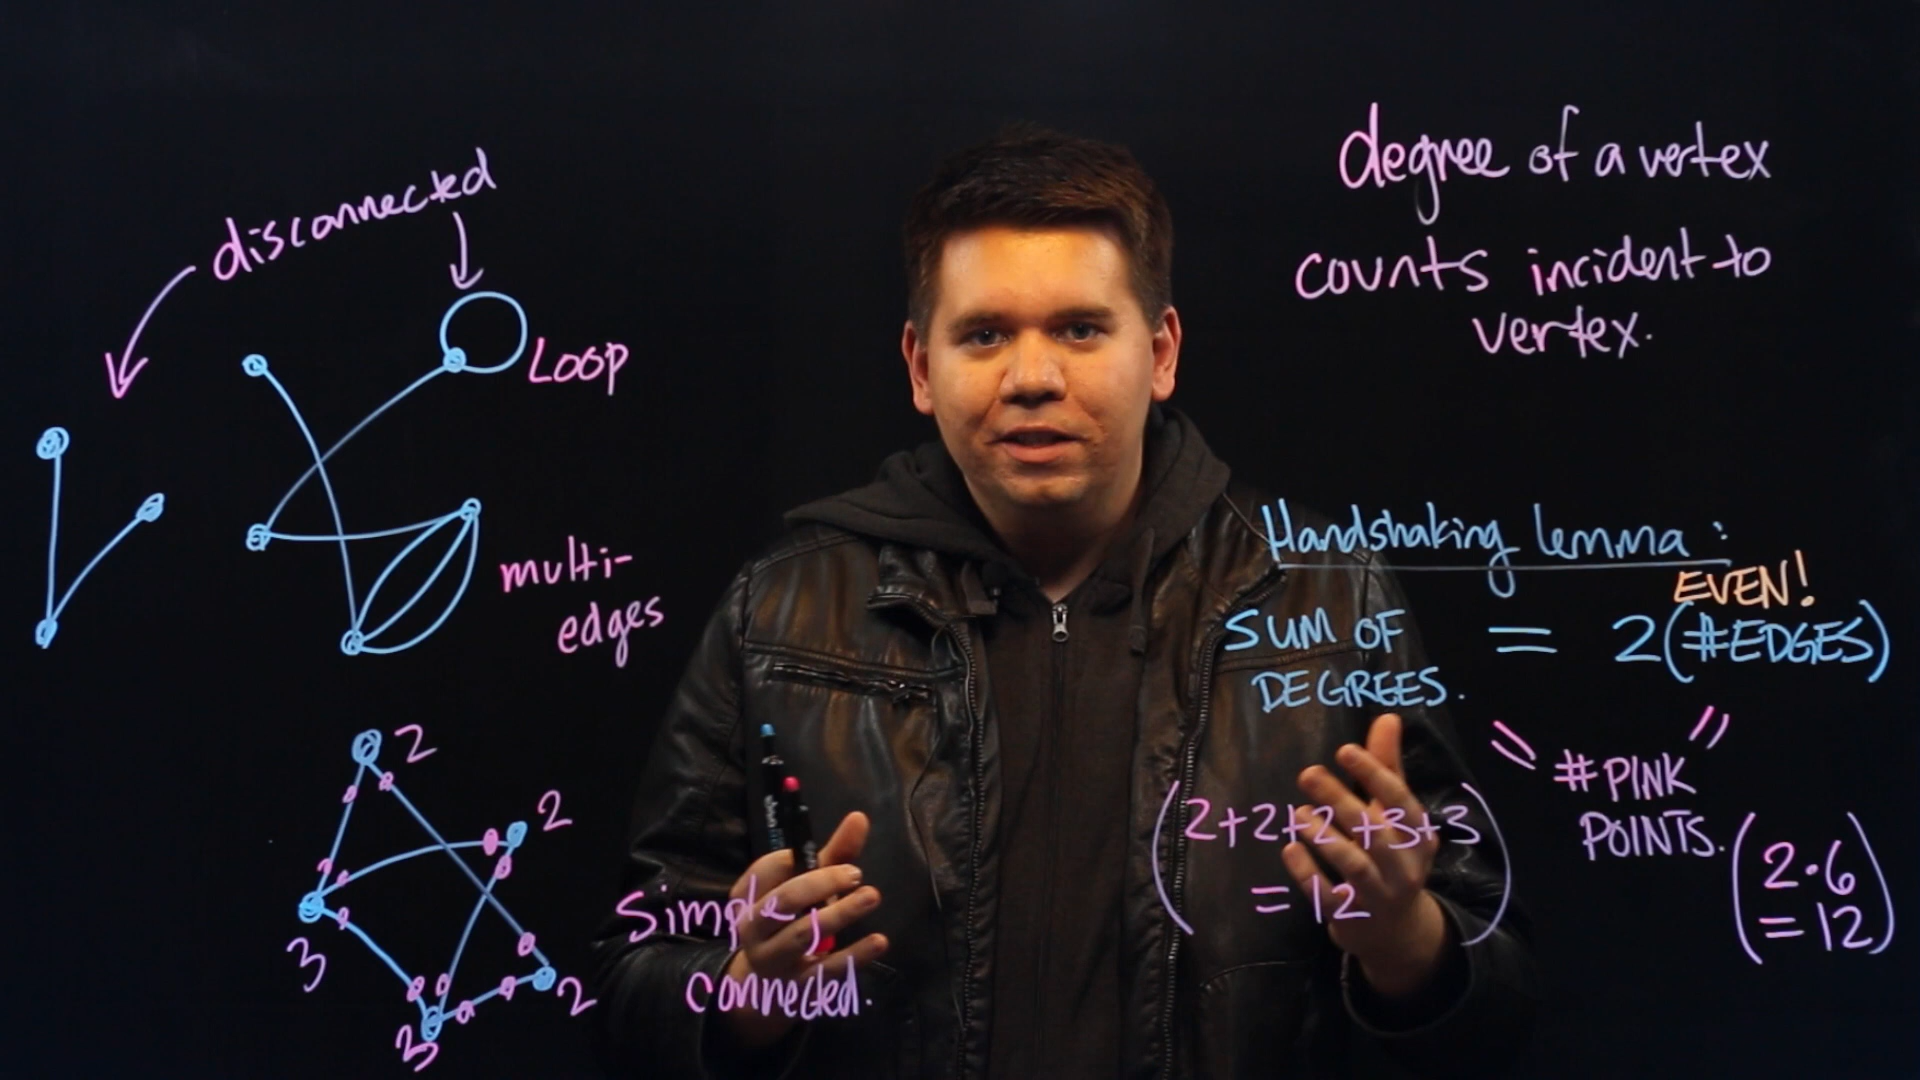 disconnected
Loop
multi-
edges
2
2
3
3
2
Simple,
connected.
degree of a vertex
counts incident to
vertex.
Handshaking lemma:
EVEN!
SUM OF = 2(#EDGES)
DEGREES.
#PINK
POINTS.
(2+2+2+3+3
= 12)
(2·6
= 12)